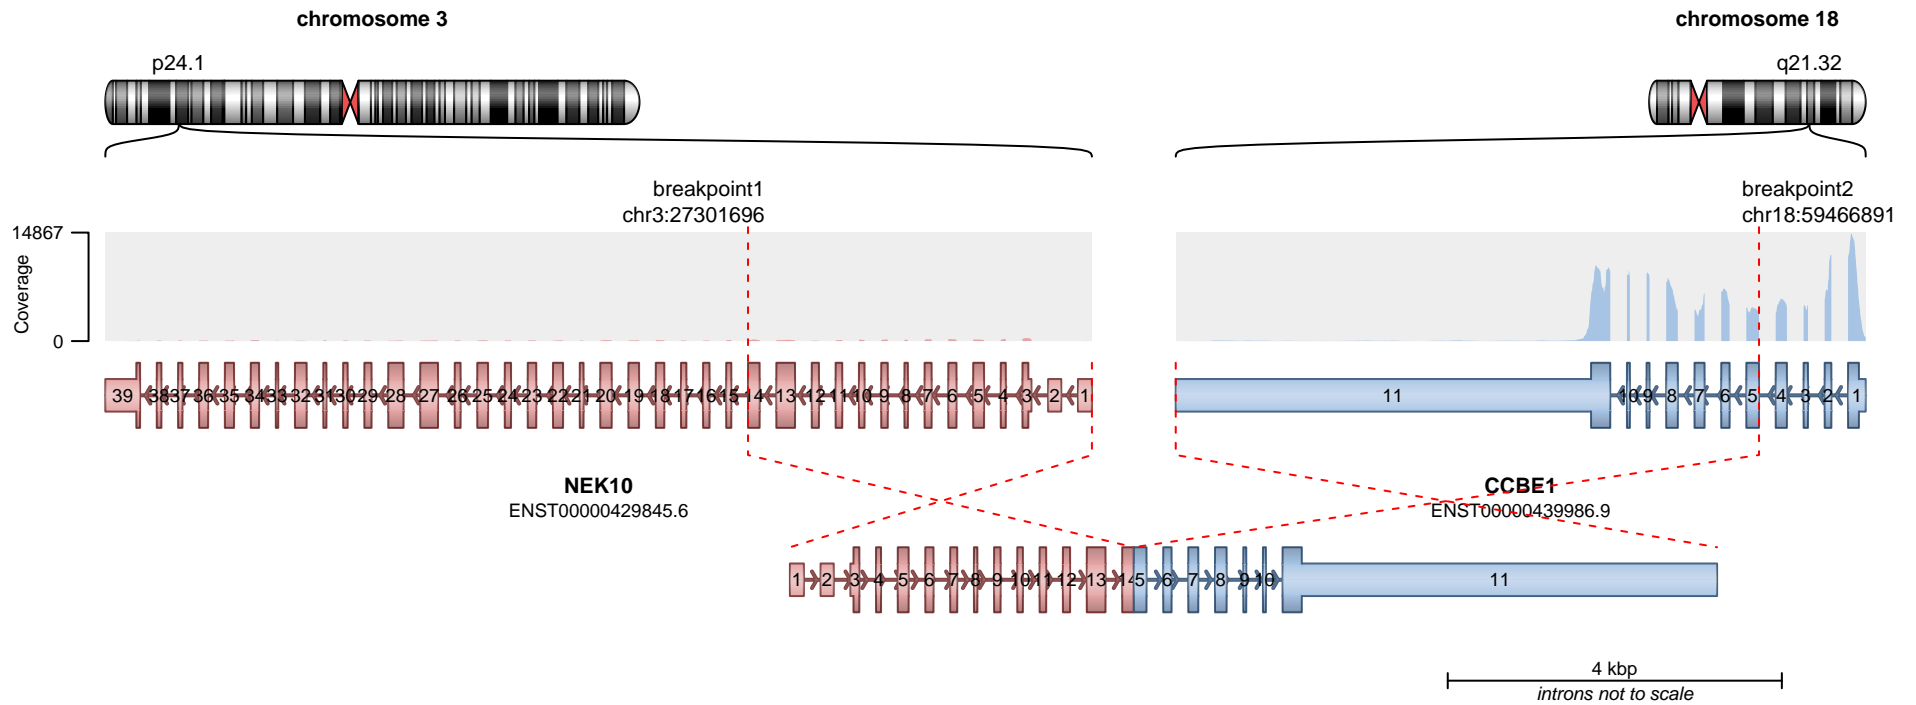 chromosome 3
chromosome 18
p24.1
q21.32
breakpoint1
chr3:27301696
breakpoint2
chr18:59466891
14867
Coverage
0
39 38 37 36 35 34 33 32 31 30 29 28 27 26 25 24 23 22 21 20 19 18 17 16 15 14 13 12 11 10 9 8 7 6 5 4 3 2 1
11 10 9 8 7 6 5 4 3 2 1
NEK10
ENST00000429845.6
CCBE1
ENST00000439986.9
1 2 3 4 5 6 7 8 9 10 11 12 13 14 5 6 7 8 9 10 11
4 kbp
introns not to scale